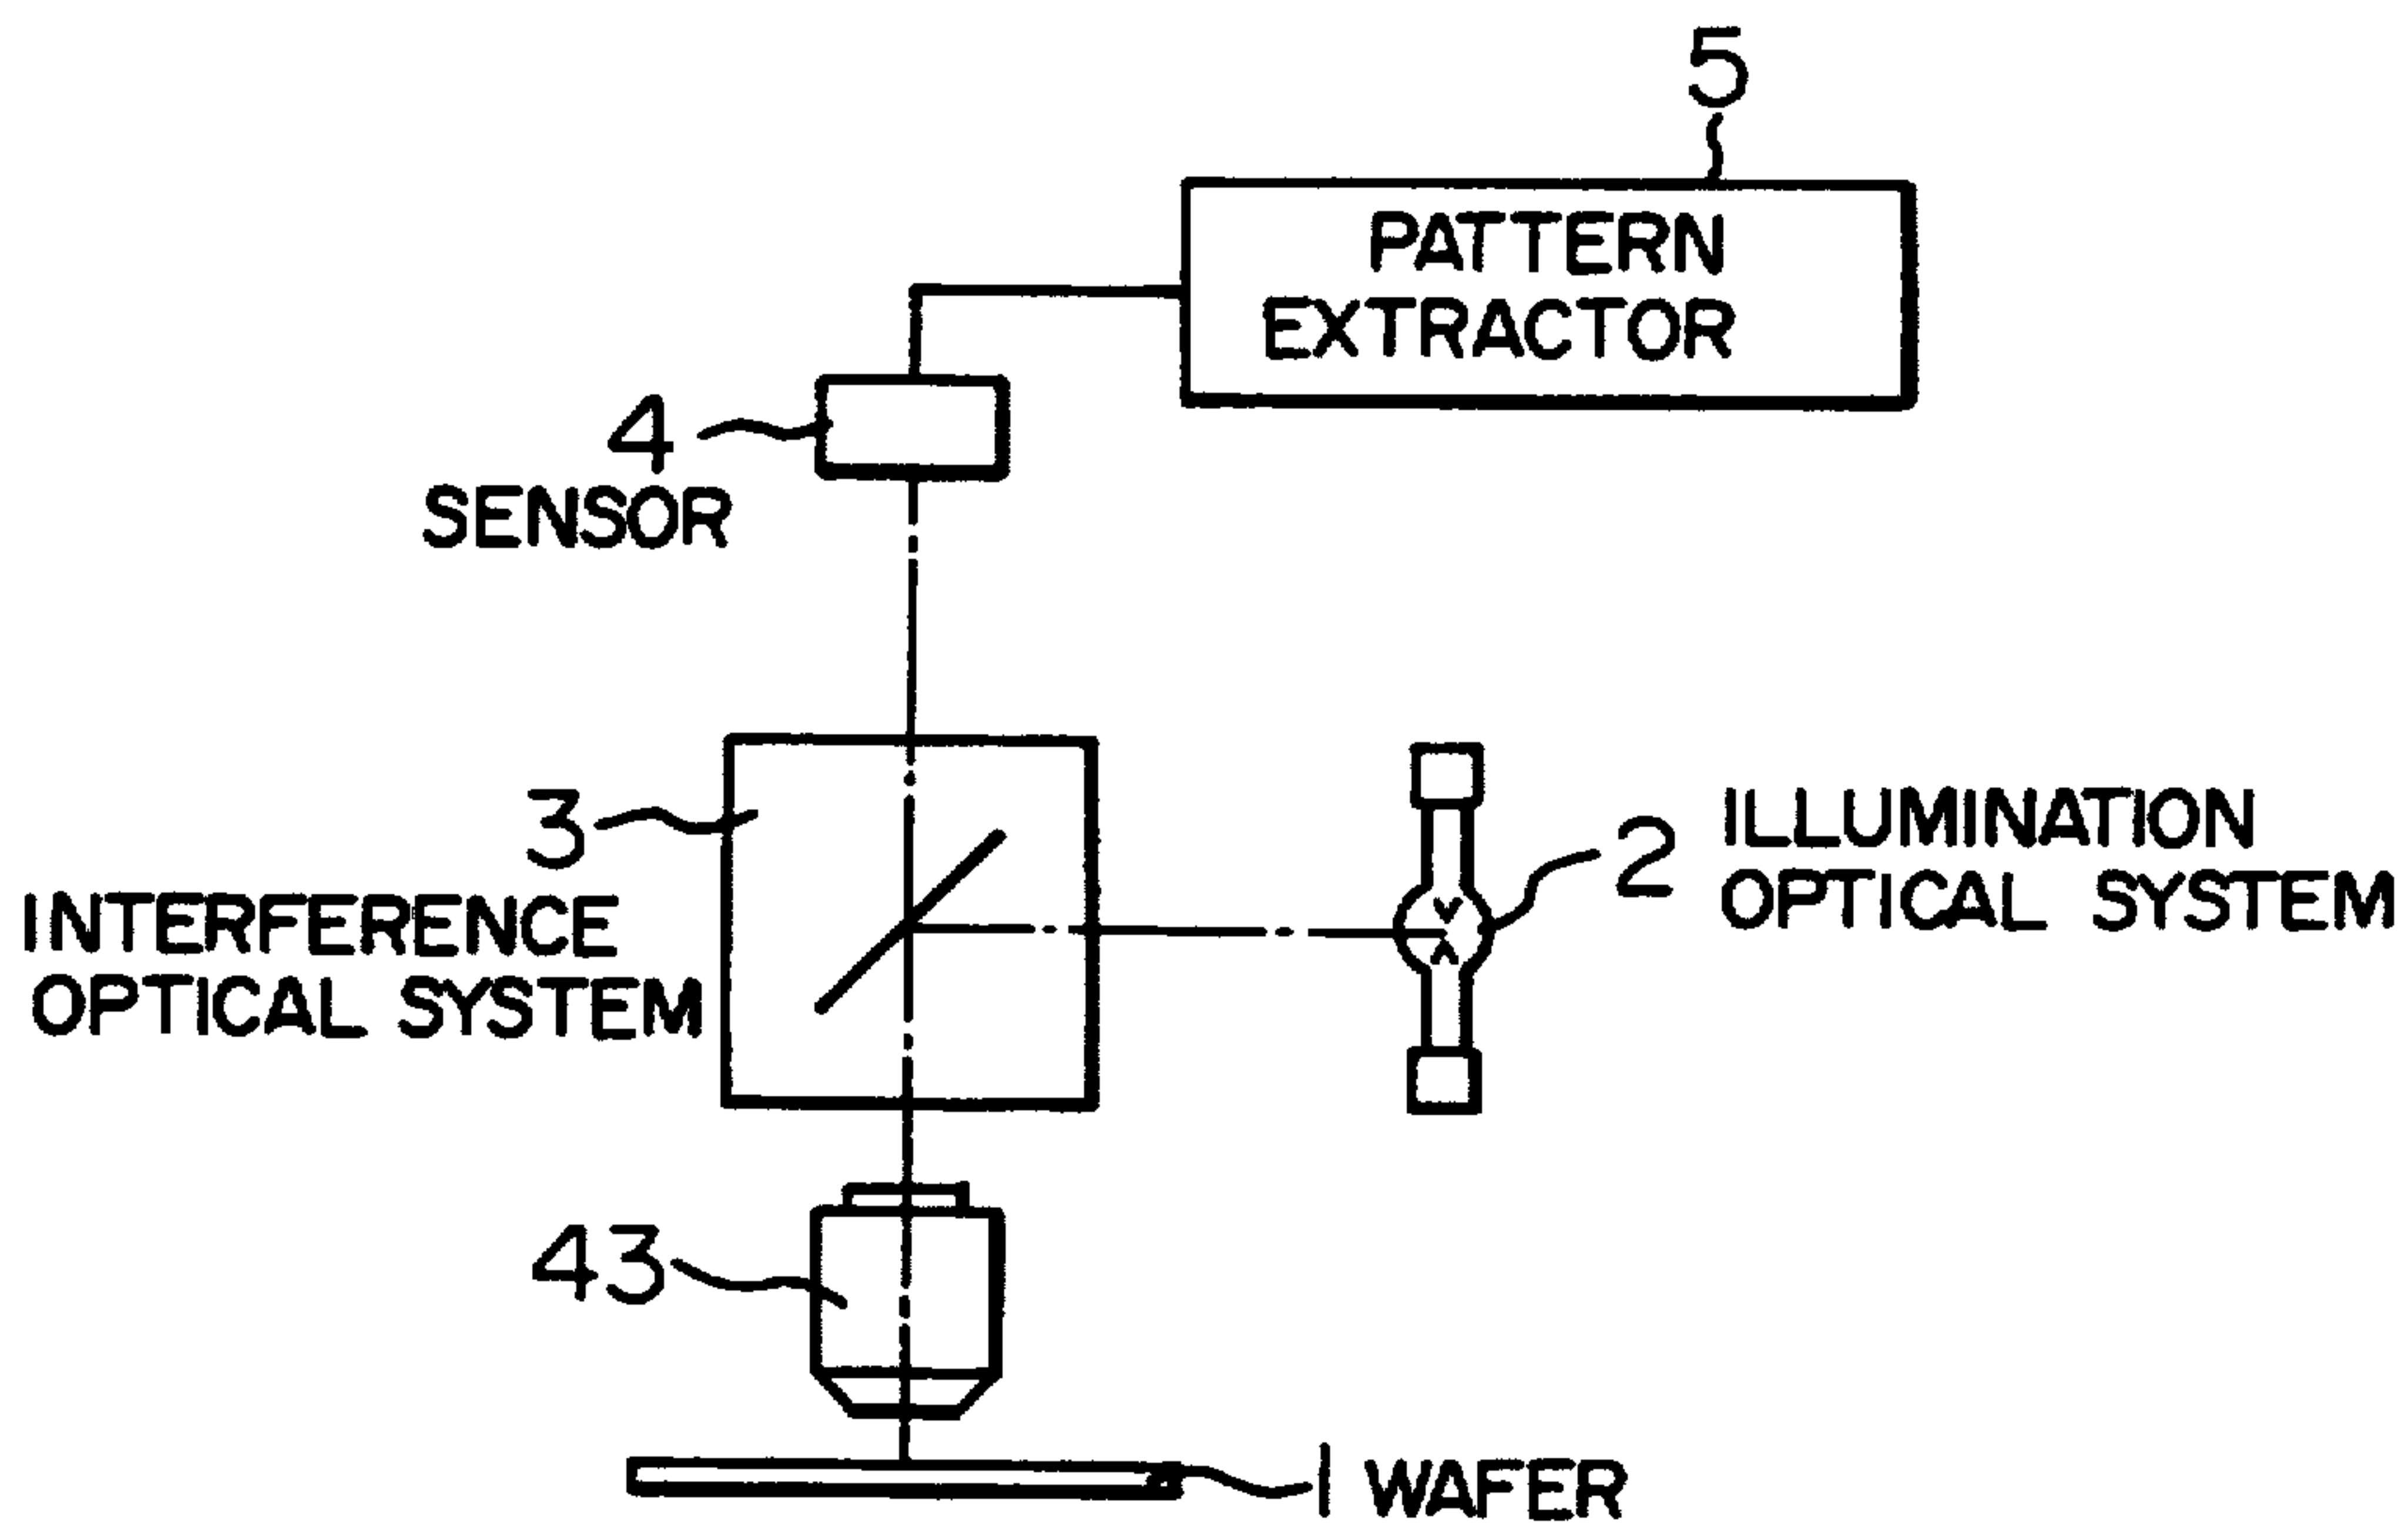 5
PATTERN
EXTRACTOR
4
SENSOR
3
INTERFERENCE
OPTICAL SYSTEM
2
ILLUMINATION
OPTICAL SYSTEM
43
1 WAFER